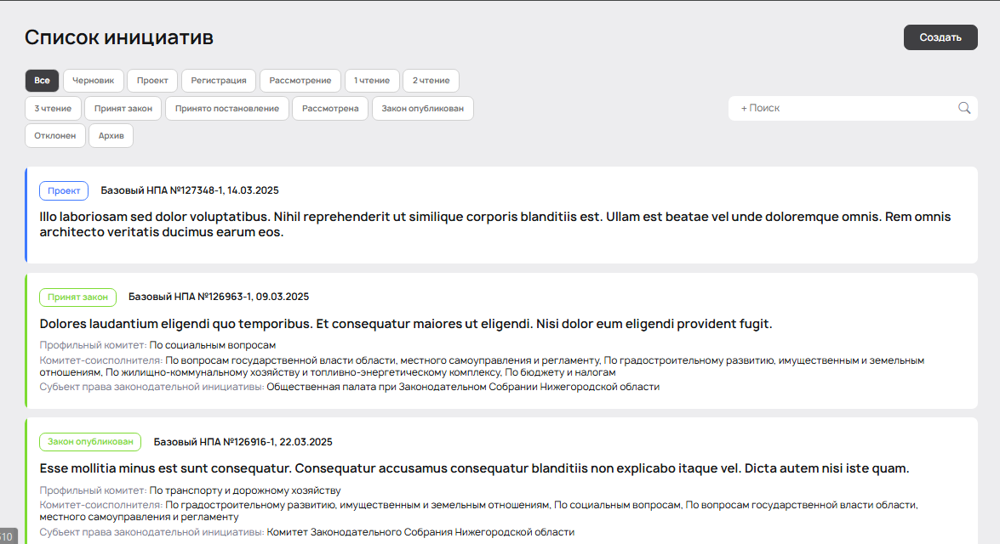 Список инициатив
Создать
Все Черновик Проект Регистрация Рассмотрение 1 чтение 2 чтение
3 чтение Принят закон Принято постановление Рассмотрена Закон опубликован
+ Поиск
Отклонен Архив
Проект Базовый НПА №127348-1, 14.03.2025
Illo laboriosam sed dolor voluptatibus. Nihil reprehenderit ut similique corporis blanditiis est. Ullam est beatae vel unde doloremque omnis. Rem omnis
architecto veritatis ducimus earum eos.
Принят закон Базовый НПА №126963-1, 09.03.2025
Dolores laudantium eligendi quo temporibus. Et consequatur maiores ut eligendi. Nisi dolor eum eligendi provident fugit.
Профильный комитет: По социальным вопросам
Комитет-соисполнителя: По вопросам государственной власти области, местного самоуправления и регламенту, По градостроительному развитию, имущественным и земельным
отношениям, По жилищно-коммунальному хозяйству и топливно-энергетическому комплексу, По бюджету и налогам
Субъект права законодательной инициативы: Общественная палата при Законодательном Собрании Нижегородской области
Закон опубликован Базовый НПА №126916-1, 22.03.2025
Esse mollitia minus est sunt consequatur. Consequatur accusamus consequatur blanditiis non explicabo itaque vel. Dicta autem nisi iste quam.
Профильный комитет: По транспорту и дорожному хозяйству
Комитет-соисполнителя: По градостроительному развитию, имущественным и земельным отношениям, По социальным вопросам, По вопросам государственной власти области,
местного самоуправления и регламенту
Субъект права законодательной инициативы: Комитет Законодательного Собрания Нижегородской области